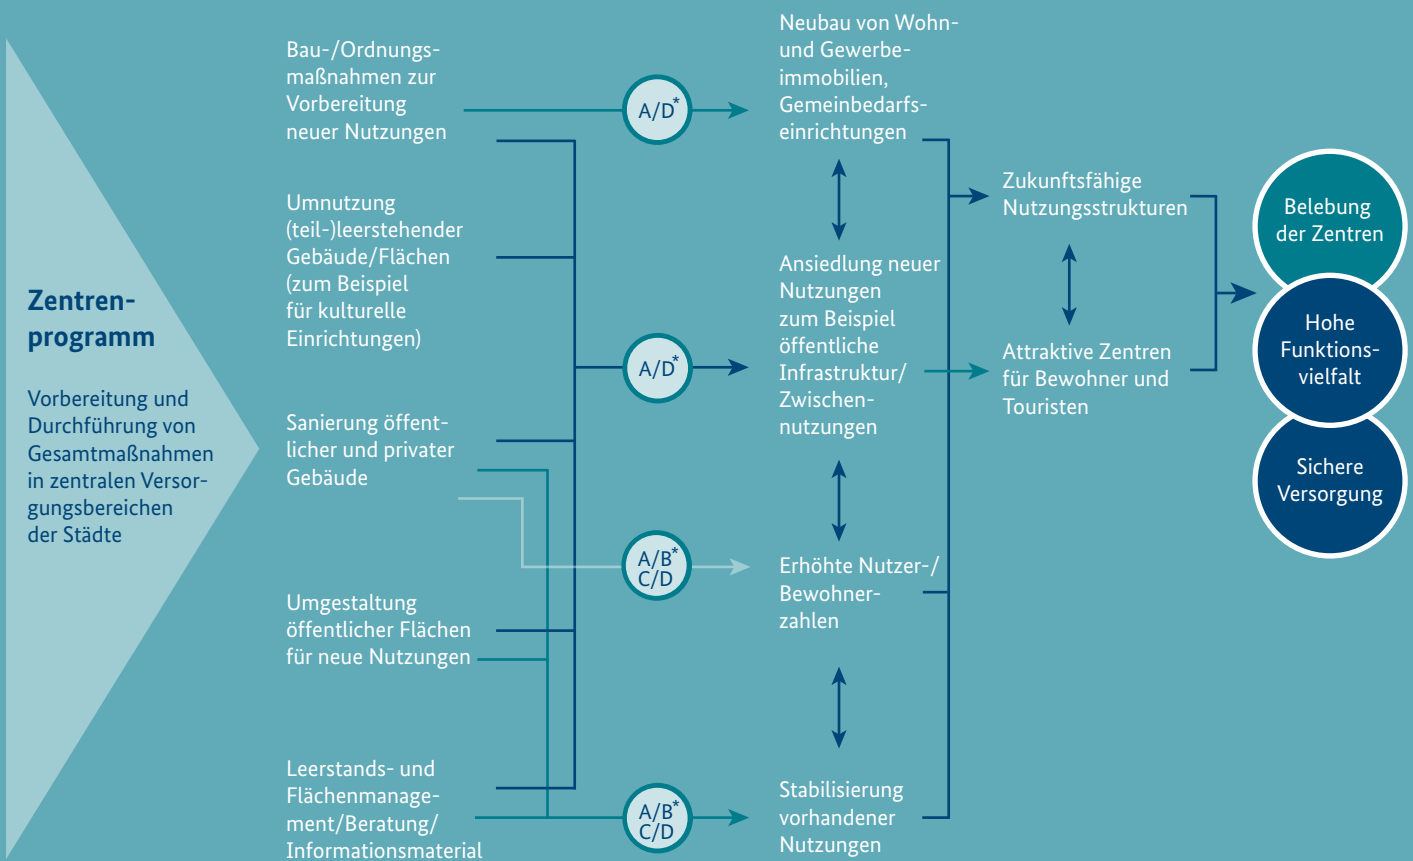 Zentren-
programm
Vorbereitung und
Durchführung von
Gesamtmaßnahmen
in zentralen Versor-
gungsbereichen
der Städte
Bau-/Ordnungs-
maßnahmen zur
Vorbereitung
neuer Nutzungen
Umnutzung
(teil-)leerstehender
Gebäude/Flächen
(zum Beispiel
für kulturelle
Einrichtungen)
Sanierung öffent-
licher und privater
Gebäude
Umgestaltung
öffentlicher Flächen
für neue Nutzungen
Leerstands- und
Flächenmanage-
ment/Beratung/
Informationsmaterial
A/D*
A/D*
A/B*
C/D
A/B*
C/D
Neubau von Wohn-
und Gewerbe-
immobilien,
Gemeinbedarfs-
einrichtungen
Ansiedlung neuer
Nutzungen
zum Beispiel
öffentliche
Infrastruktur/
Zwischen-
nutzungen
Erhöhte Nutzer-/
Bewohner-
zahlen
Stabilisierung
vorhandener
Nutzungen
Zukunftsfähige
Nutzungsstrukturen
Attraktive Zentren
für Bewohner und
Touristen
Belebung
der Zentren
Hohe
Funktions-
vielfalt
Sichere
Versorgung